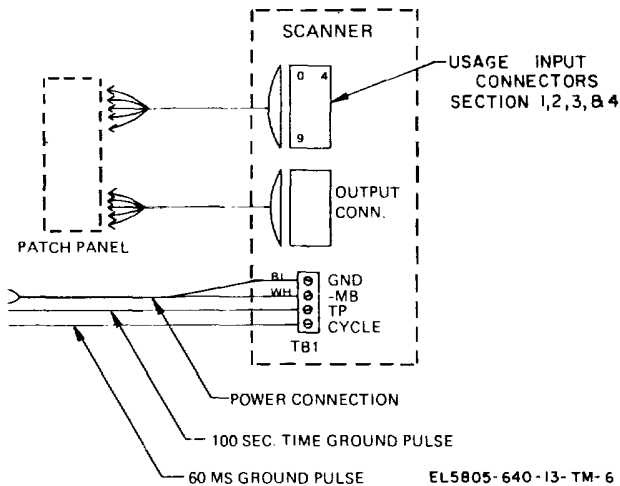 SCANNER
USAGE INPUT
CONNECTORS
SECTION 1,2,3,&4
0 4
9
OUTPUT
CONN.
PATCH PANEL
BL GND
WH -MB
TP
CYCLE
TB1
POWER CONNECTION
100 SEC. TIME GROUND PULSE
60 MS GROUND PULSE
EL5805-640-13-TM-6